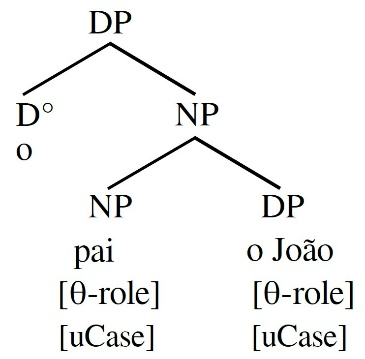 DP
D° NP
o
NP DP
pai o João
[θ-role] [θ-role]
[uCase] [uCase]